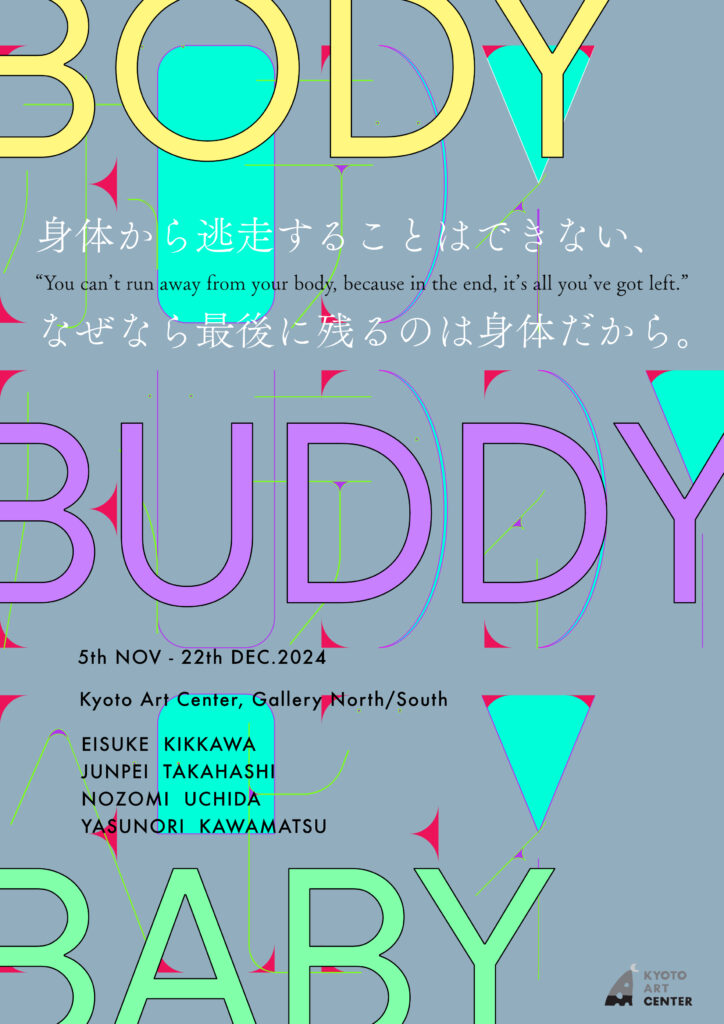 BODY
身体から逃走することはできない、
“You can’t run away from your body, because in the end, it’s all you’ve got left.”
なぜなら最後に残るのは身体だから。
BUDDY
5th NOV - 22th DEC.2024
Kyoto Art Center, Gallery North/South
EISUKE KIKKAWA
JUNPEI TAKAHASHI
NOZOMI UCHIDA
YASUNORI KAWAMATSU
BABY
KYOTO
ART
CENTER